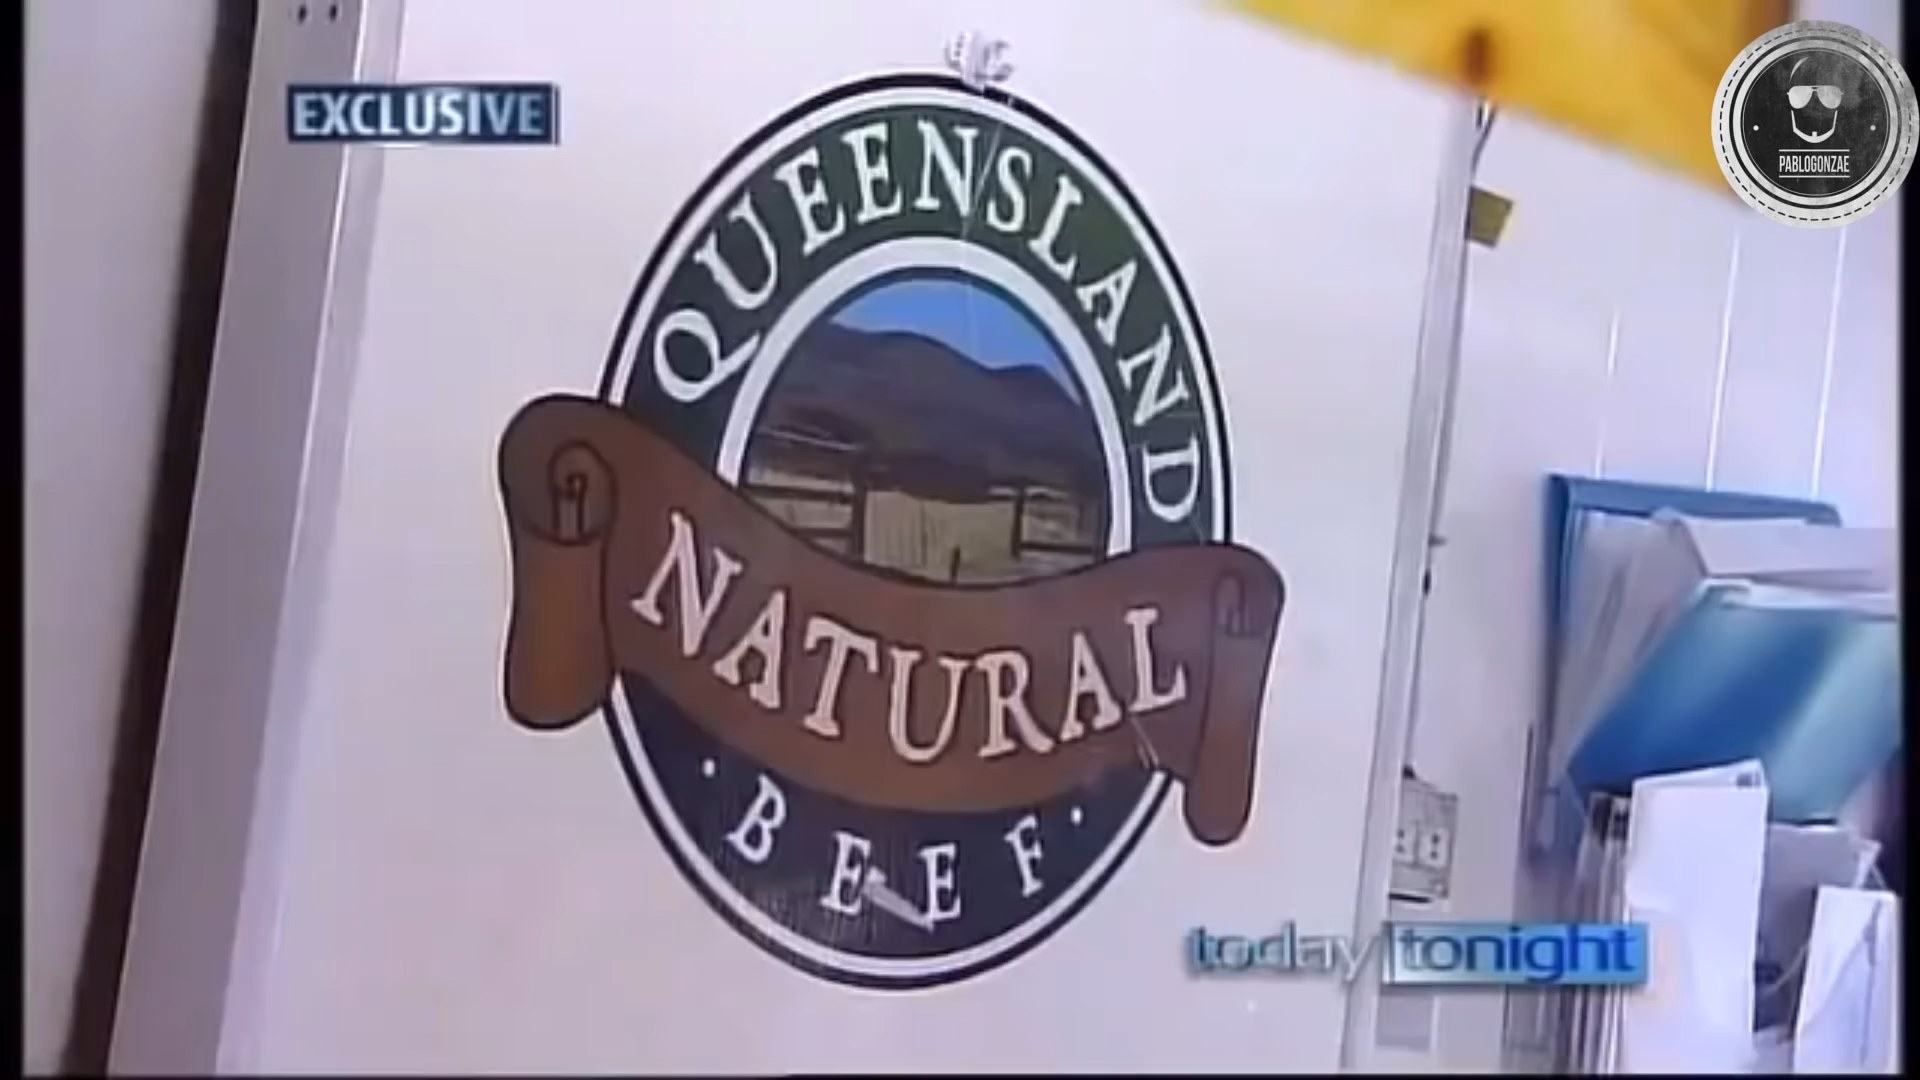 EXCLUSIVE
QUEENSLAND
NATURAL
· BEEF ·
today tonight
PABLOGONZAE